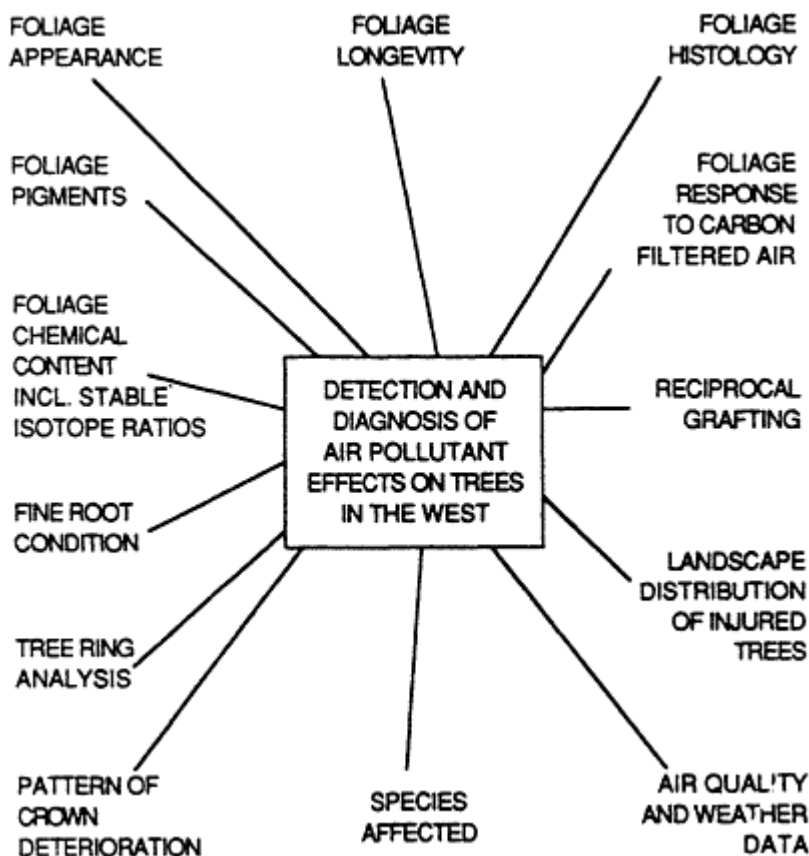 FOLIAGE
APPEARANCE
FOLIAGE
LONGEVITY
FOLIAGE
HISTOLOGY
FOLIAGE
PIGMENTS
FOLIAGE
RESPONSE
TO CARBON
FILTERED AIR
FOLIAGE
CHEMICAL
CONTENT
INCL. STABLE
ISOTOPE RATIOS
DETECTION AND
DIAGNOSIS OF
AIR POLLUTANT
EFFECTS ON TREES
IN THE WEST
RECIPROCAL
GRAFTING
FINE ROOT
CONDITION
LANDSCAPE
DISTRIBUTION
OF INJURED
TREES
TREE RING
ANALYSIS
PATTERN OF
CROWN
DETERIORATION
SPECIES
AFFECTED
AIR QUALITY
AND WEATHER
DATA